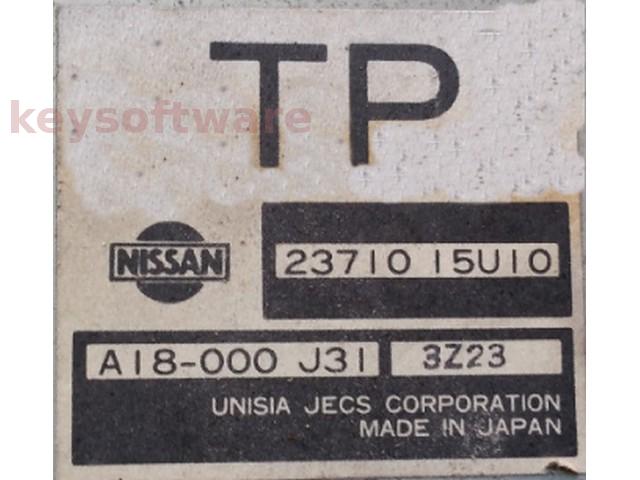 TP
keysoftware
NISSAN
23710 15U10
A18-000 J31 3Z23
UNISIA JECS CORPORATION
MADE IN JAPAN